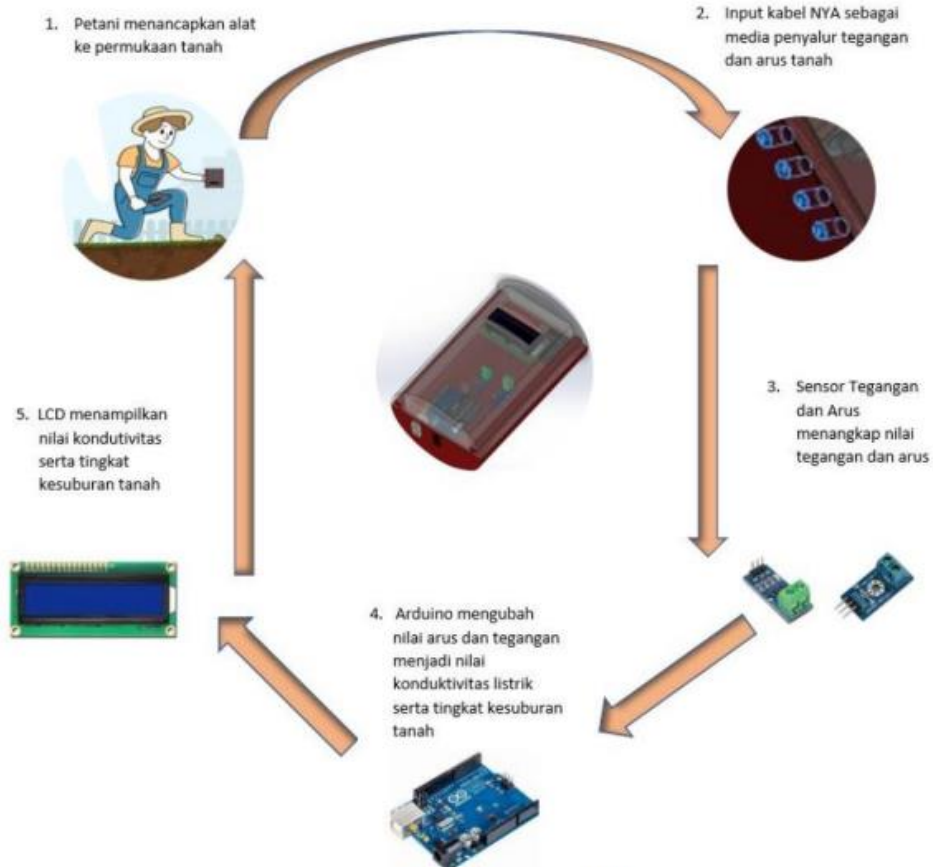 1. Petani menancapkan alat
ke permukaan tanah
2. Input kabel NYA sebagai
media penyalur tegangan
dan arus tanah
3. Sensor Tegangan
dan Arus
menangkap nilai
tegangan dan arus
4. Arduino mengubah
nilai arus dan tegangan
menjadi nilai
konduktivitas listrik
serta tingkat kesuburan
tanah
5. LCD menampilkan
nilai kondutivitas
serta tingkat
kesuburan tanah